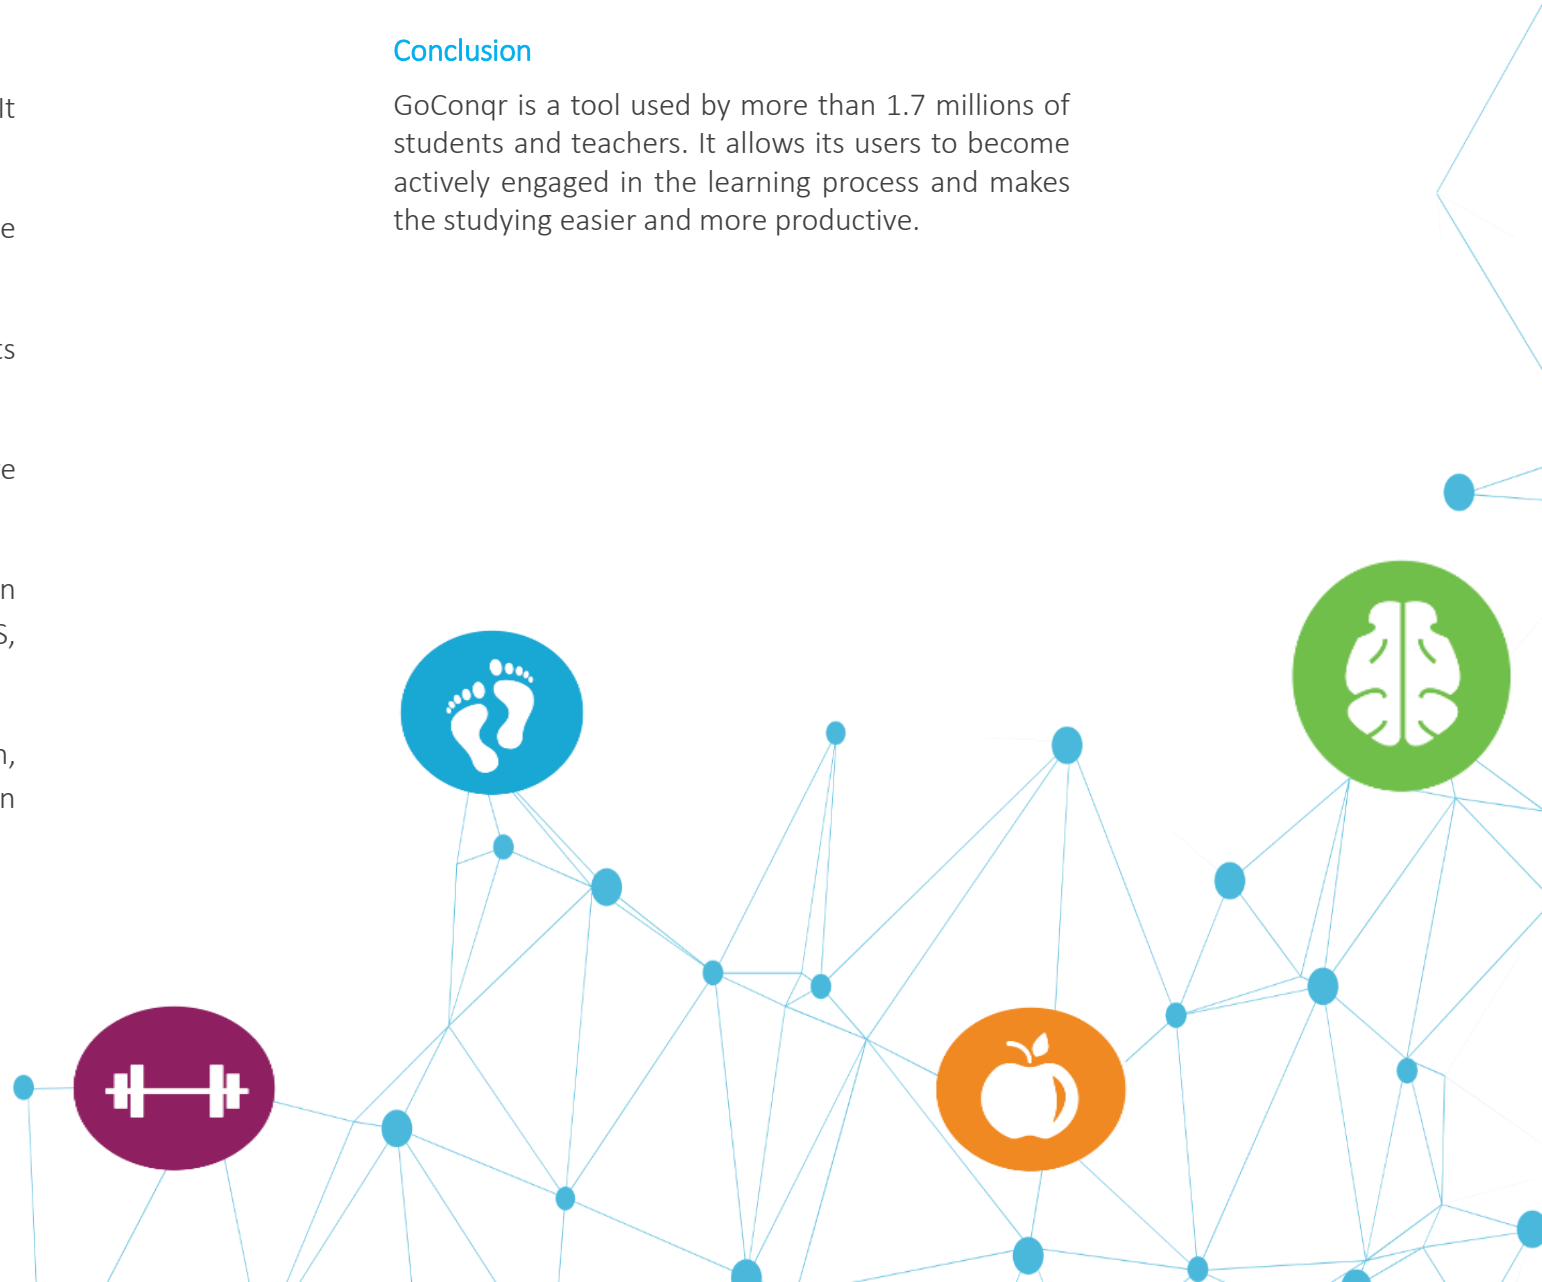 It
Conclusion
GoConqr is a tool used by more than 1.7 millions of
students and teachers. It allows its users to become
actively engaged in the learning process and makes
the studying easier and more productive.